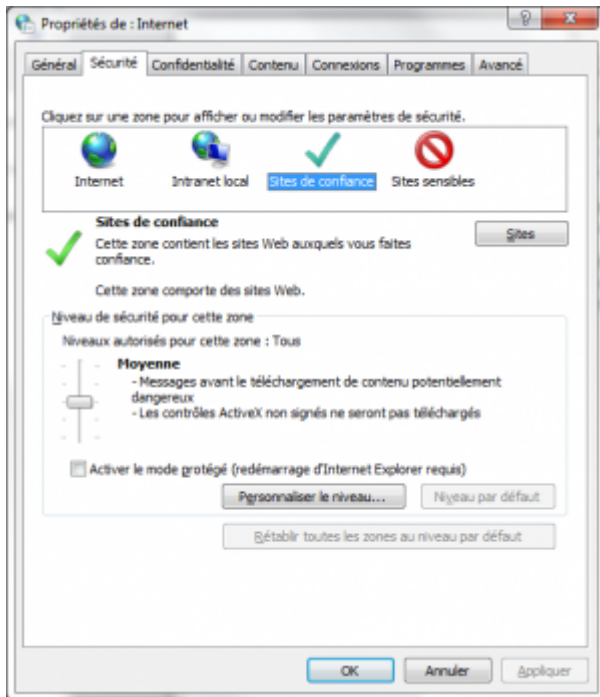 Propriétés de : Internet
Général Sécurité Confidentialité Contenu Connexions Programmes Avancé
Cliquez sur une zone pour afficher ou modifier les paramètres de sécurité.
Internet Intranet local Sites de confiance Sites sensibles
Sites de confiance
Sites
Cette zone contient les sites Web auxquels vous faites
confiance.
Cette zone comporte des sites Web.
Niveau de sécurité pour cette zone
Niveaux autorisés pour cette zone : Tous
Moyenne
- Messages avant le téléchargement de contenu potentiellement
dangereux
- Les contrôles ActiveX non signés ne seront pas téléchargés
Activer le mode protégé (redémarrage d'Internet Explorer requis)
Personnaliser le niveau... Niveau par défaut
Rétablir toutes les zones au niveau par défaut
OK Annuler Appliquer